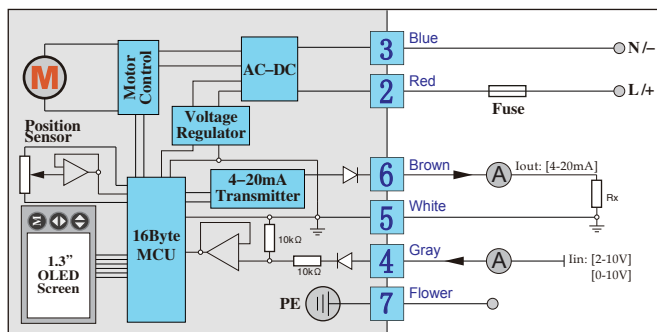 M
Motor
Control
AC–DC
3
Blue
N/–
2
Red
Fuse
L/+
Voltage
Regulator
Position
Sensor
4–20mA
Transmitter
6
Brown
A
Iout: [4-20mA]
Rx
5
White
16Byte
MCU
10kΩ
10kΩ
4
Gray
A
Iin: [2-10V]
[0-10V]
M
1.3"
OLED
Screen
PE
7
Flower